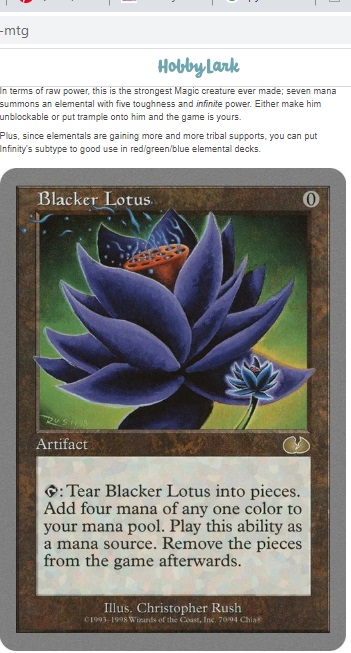 -mtg
HobbyLark
In terms of raw power, this is the strongest Magic creature ever made; seven mana
summons an elemental with five toughness and infinite power. Either make him
unblockable or put trample onto him and the game is yours.
Plus, since elementals are gaining more and more tribal supports, you can put
Infinity's subtype to good use in red/green/blue elemental decks.
Blacker Lotus
0
RUSH
Artifact
: Tear Blacker Lotus into pieces.
Add four mana of any one color to
your mana pool. Play this ability as
a mana source. Remove the pieces
from the game afterwards.
Illus. Christopher Rush
©1993-1998 Wizards of the Coast, Inc. 70/94